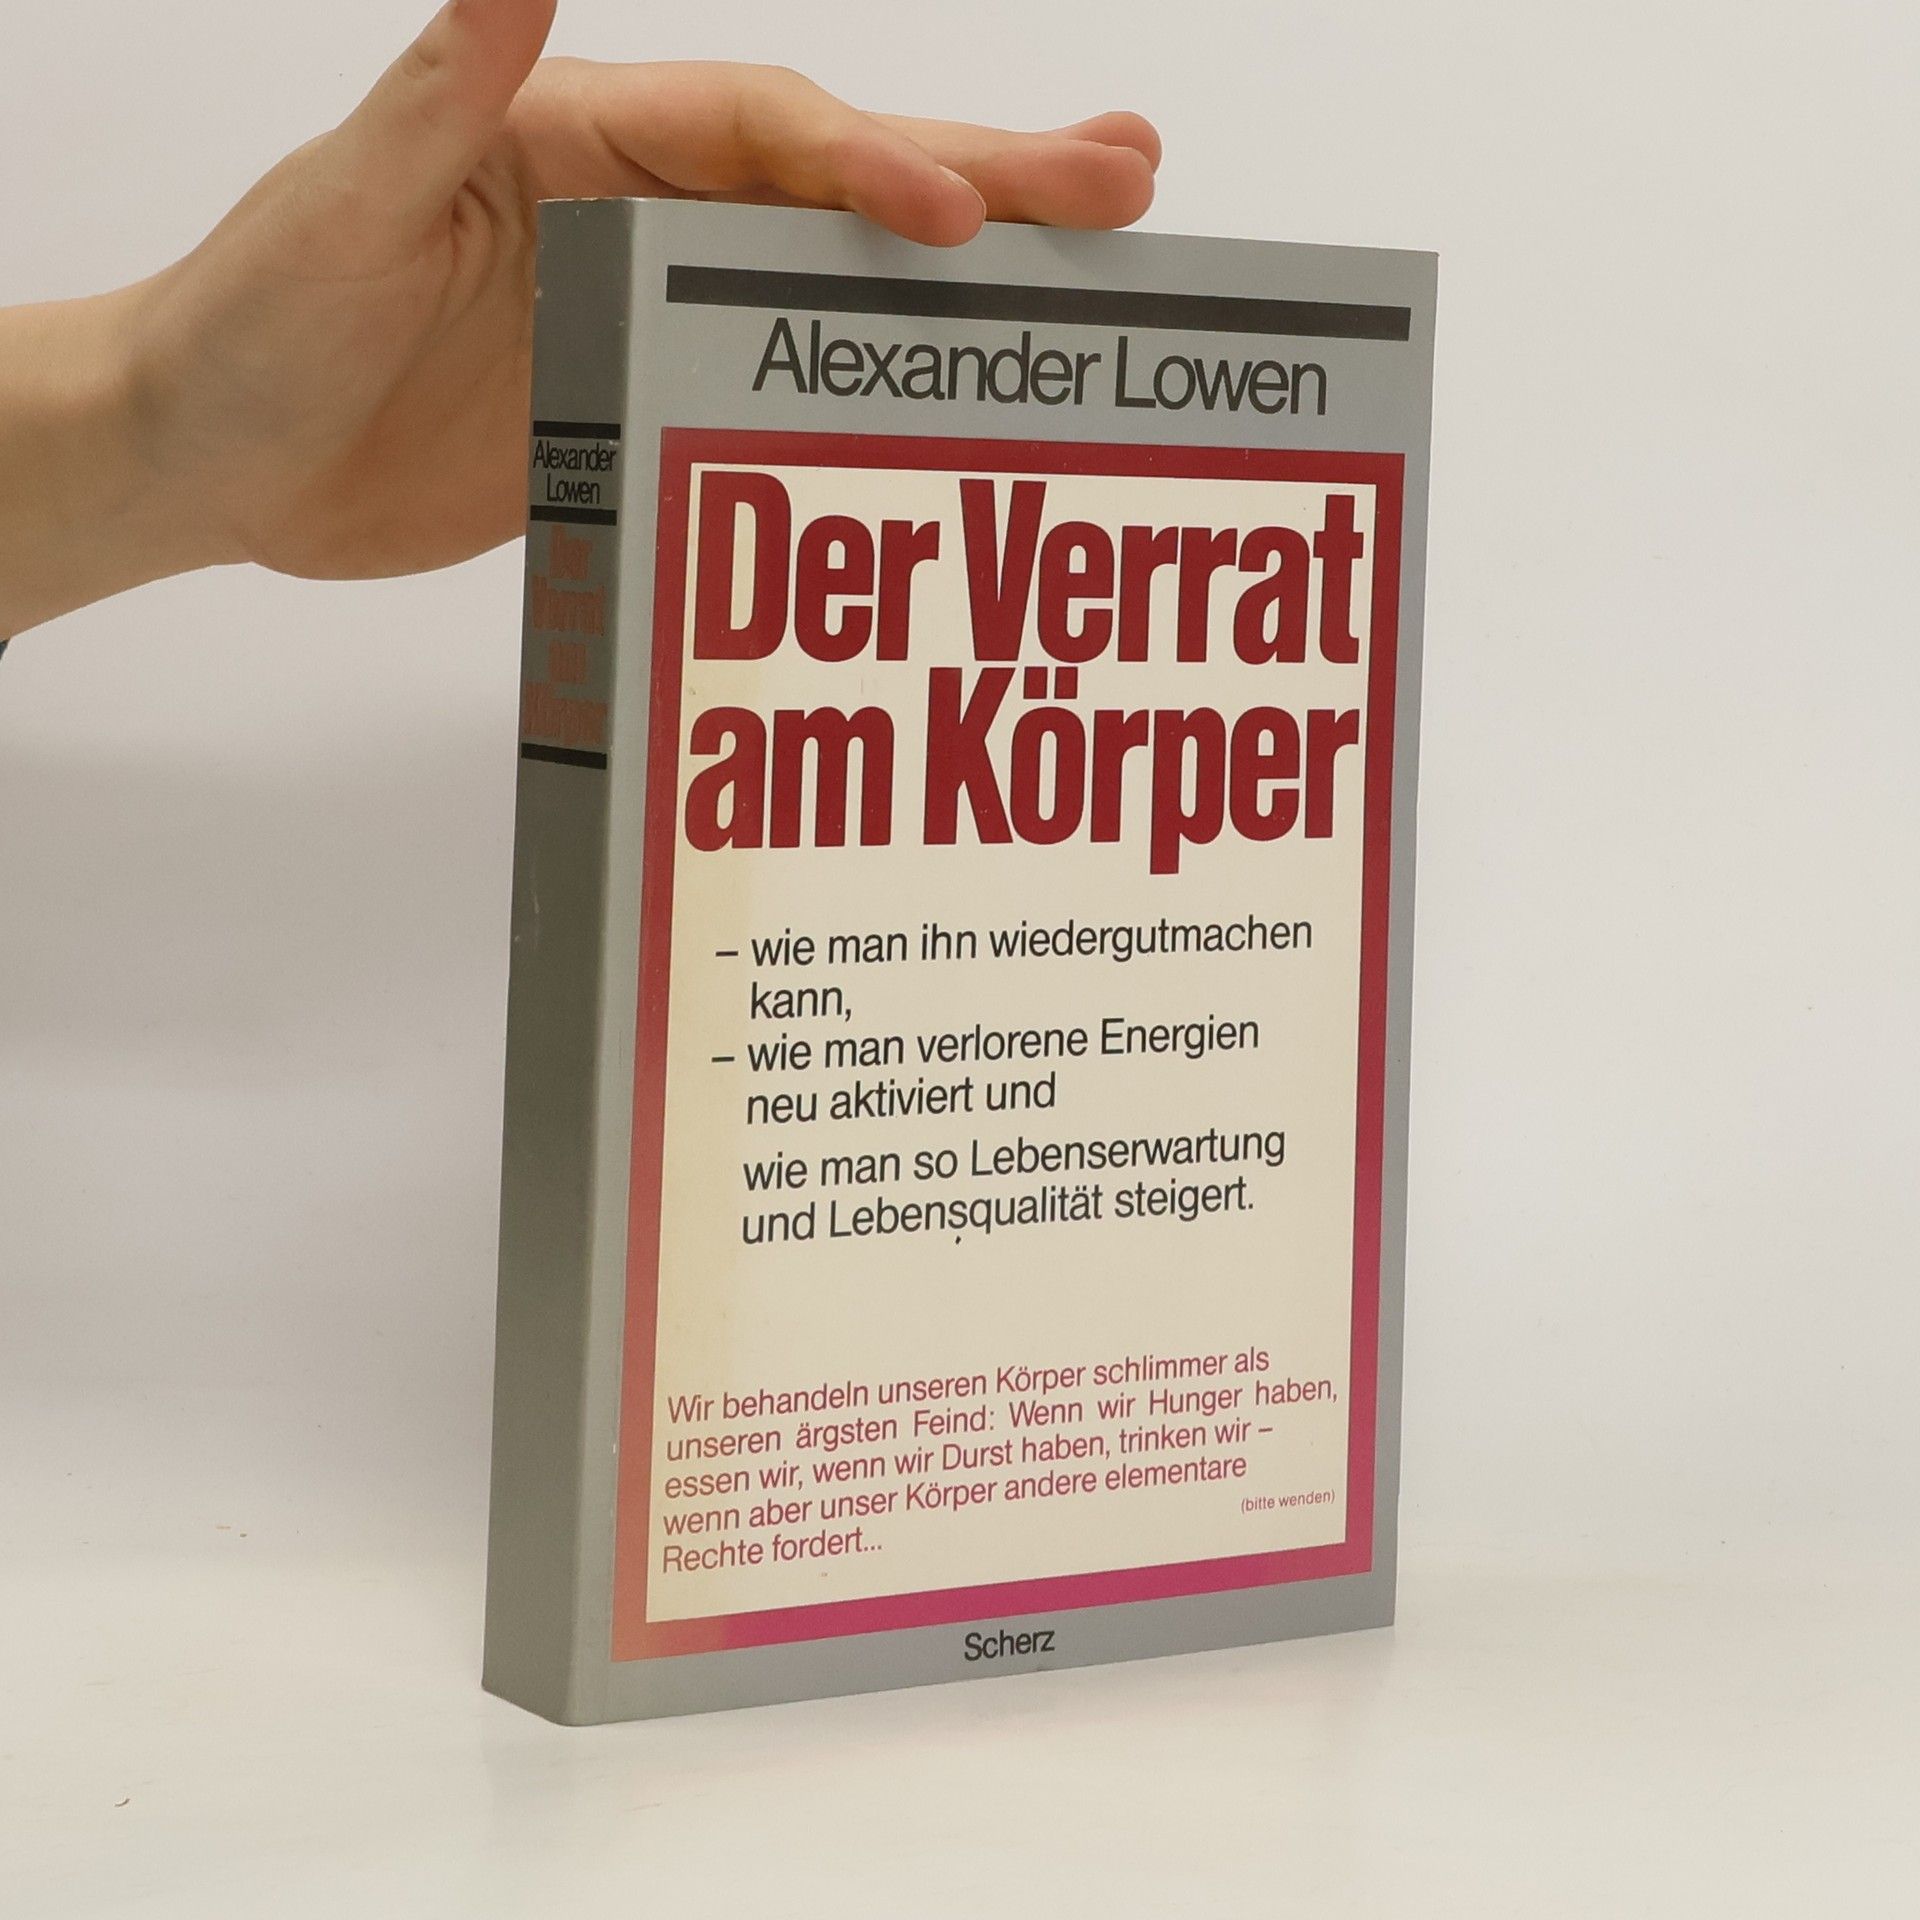 Alexander
Lowen
Der
Verrat
am
Körper
Alexander Lowen
Der Verrat
am Körper
– wie man ihn wiedergutmachen
kann,
– wie man verlorene Energien
neu aktiviert und
wie man so Lebenserwartung
und Lebensqualität steigert.
Wir behandeln unseren Körper schlimmer als
unseren ärgsten Feind: Wenn wir Hunger haben,
essen wir, wenn wir Durst haben, trinken wir –
wenn aber unser Körper andere elementare
Rechte fordert...
(bitte wenden)
Scherz